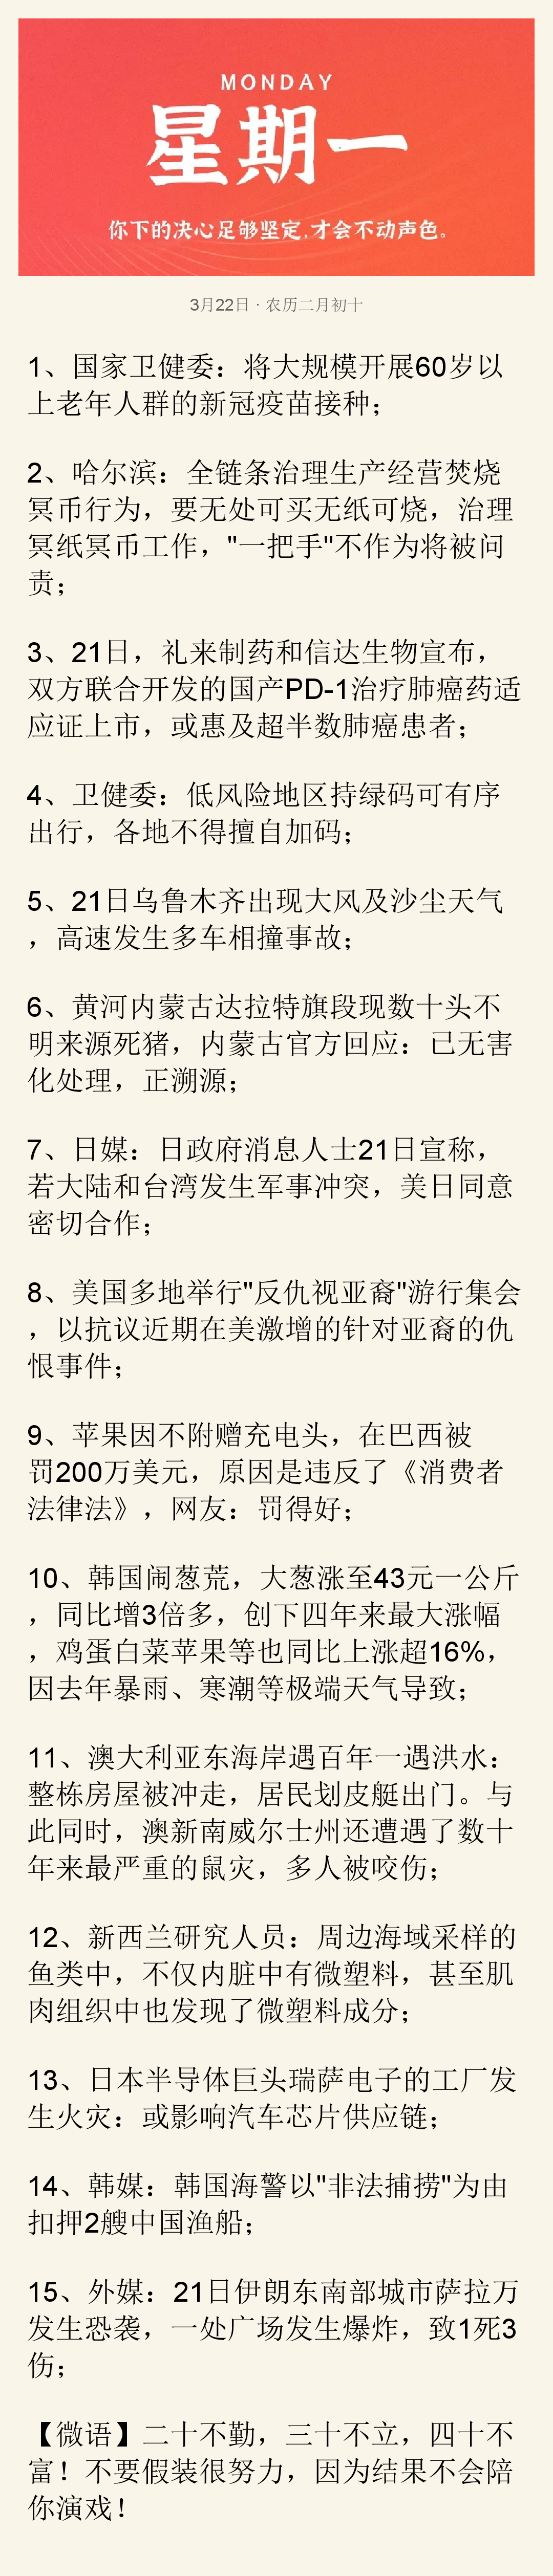 MONDAY
星期一
你下的决心足够坚定,才会不动声色。
3月22日 · 农历二月初十
1、国家卫健委：将大规模开展60岁以
上老年人群的新冠疫苗接种；
2、哈尔滨：全链条治理生产经营焚烧
冥币行为，要无处可买无纸可烧，治理
冥纸冥币工作，"一把手"不作为将被问
责；
3、21日，礼来制药和信达生物宣布，
双方联合开发的国产PD-1治疗肺癌药适
应证上市，或惠及超半数肺癌患者；
4、卫健委：低风险地区持绿码可有序
出行，各地不得擅自加码；
5、21日乌鲁木齐出现大风及沙尘天气
，高速发生多车相撞事故；
6、黄河内蒙古达拉特旗段现数十头不
明来源死猪，内蒙古官方回应：已无害
化处理，正溯源；
7、日媒：日政府消息人士21日宣称，
若大陆和台湾发生军事冲突，美日同意
密切合作；
8、美国多地举行"反仇视亚裔"游行集会
，以抗议近期在美激增的针对亚裔的仇
恨事件；
9、苹果因不附赠充电头，在巴西被
罚200万美元，原因是违反了《消费者
法律法》，网友：罚得好；
10、韩国闹葱荒，大葱涨至43元一公斤
，同比增3倍多，创下四年来最大涨幅
，鸡蛋白菜苹果等也同比上涨超16%，
因去年暴雨、寒潮等极端天气导致；
11、澳大利亚东海岸遇百年一遇洪水：
整栋房屋被冲走，居民划皮艇出门。与
此同时，澳新南威尔士州还遭遇了数十
年来最严重的鼠灾，多人被咬伤；
12、新西兰研究人员：周边海域采样的
鱼类中，不仅内脏中有微塑料，甚至肌
肉组织中也发现了微塑料成分；
13、日本半导体巨头瑞萨电子的工厂发
生火灾：或影响汽车芯片供应链；
14、韩媒：韩国海警以"非法捕捞"为由
扣押2艘中国渔船；
15、外媒：21日伊朗东南部城市萨拉万
发生恐袭，一处广场发生爆炸，致1死3
伤；
【微语】二十不勤，三十不立，四十不
富！不要假装很努力，因为结果不会陪
你演戏！